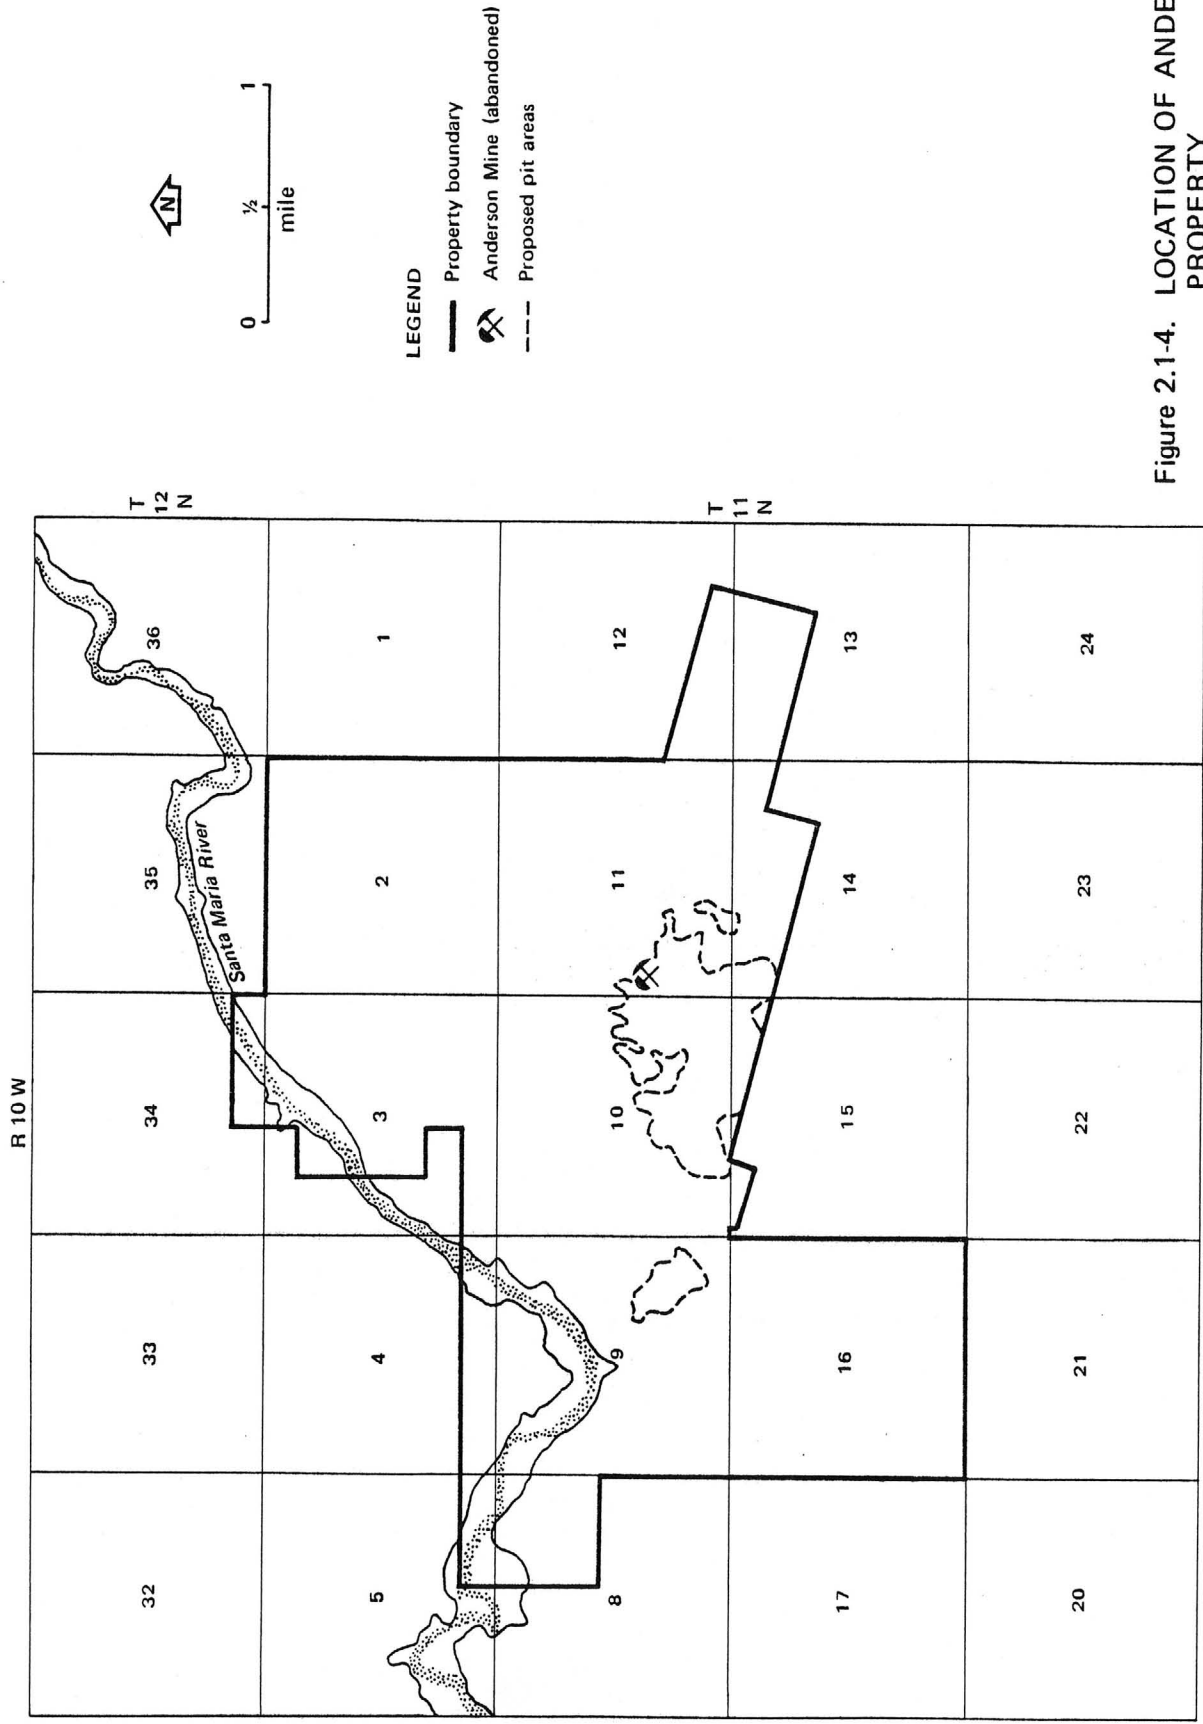 R 10 W
32
33
34
35
36
T
12
N
Santa Maria River
5
4
3
2
1
8
9
10
11
12
T
11
N
17
16
15
14
13
20
21
22
23
24
N
0
½
1
mile
LEGEND
Property boundary
Anderson Mine (abandoned)
Proposed pit areas
Figure 2.1-4. LOCATION OF ANDE
PROPERTY